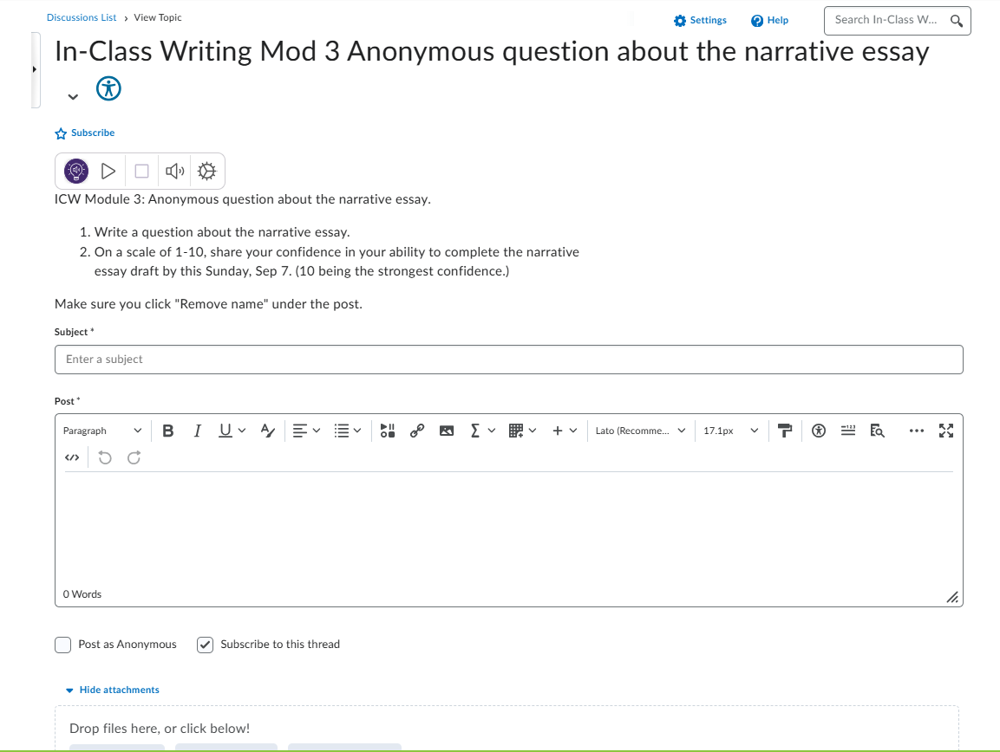 Discussions List › View Topic
Settings Help Search In-Class W...
In-Class Writing Mod 3 Anonymous question about the narrative essay
Subscribe
ICW Module 3: Anonymous question about the narrative essay.
1. Write a question about the narrative essay.
2. On a scale of 1-10, share your confidence in your ability to complete the narrative
essay draft by this Sunday, Sep 7. (10 being the strongest confidence.)
Make sure you click "Remove name" under the post.
Subject *
Enter a subject
Post *
Paragraph B I U A Σ + Lato (Recomme... 17.1px 123 ...
</>
0 Words
Post as Anonymous Subscribe to this thread
Hide attachments
Drop files here, or click below!